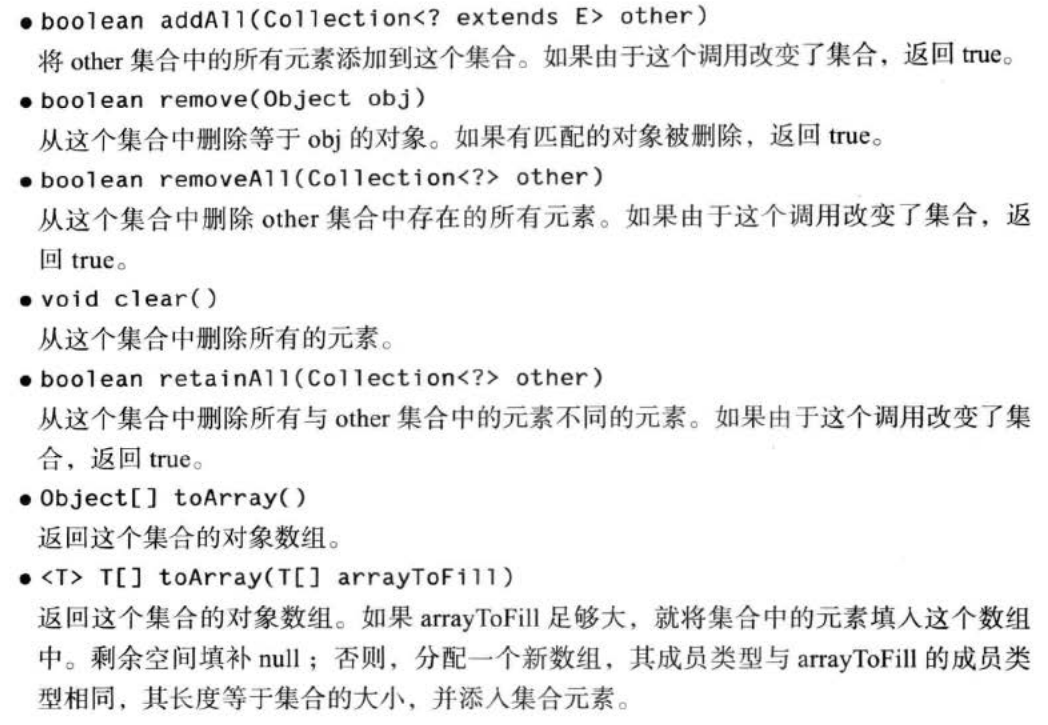 ● boolean addAll(Collection<? extends E> other)
将 other 集合中的所有元素添加到这个集合。如果由于这个调用改变了集合，返回 true。
● boolean remove(Object obj)
从这个集合中删除等于 obj 的对象。如果有匹配的对象被删除，返回 true。
● boolean removeAll(Collection<?> other)
从这个集合中删除 other 集合中存在的所有元素。如果由于这个调用改变了集合，返
回 true。
● void clear()
从这个集合中删除所有的元素。
● boolean retainAll(Collection<?> other)
从这个集合中删除所有与 other 集合中的元素不同的元素。如果由于这个调用改变了集
合，返回 true。
● Object[] toArray()
返回这个集合的对象数组。
● <T> T[] toArray(T[] arrayToFill)
返回这个集合的对象数组。如果 arrayToFill 足够大，就将集合中的元素填入这个数组
中。剩余空间填补 null；否则，分配一个新数组，其成员类型与 arrayToFill 的成员类
型相同，其长度等于集合的大小，并添入集合元素。